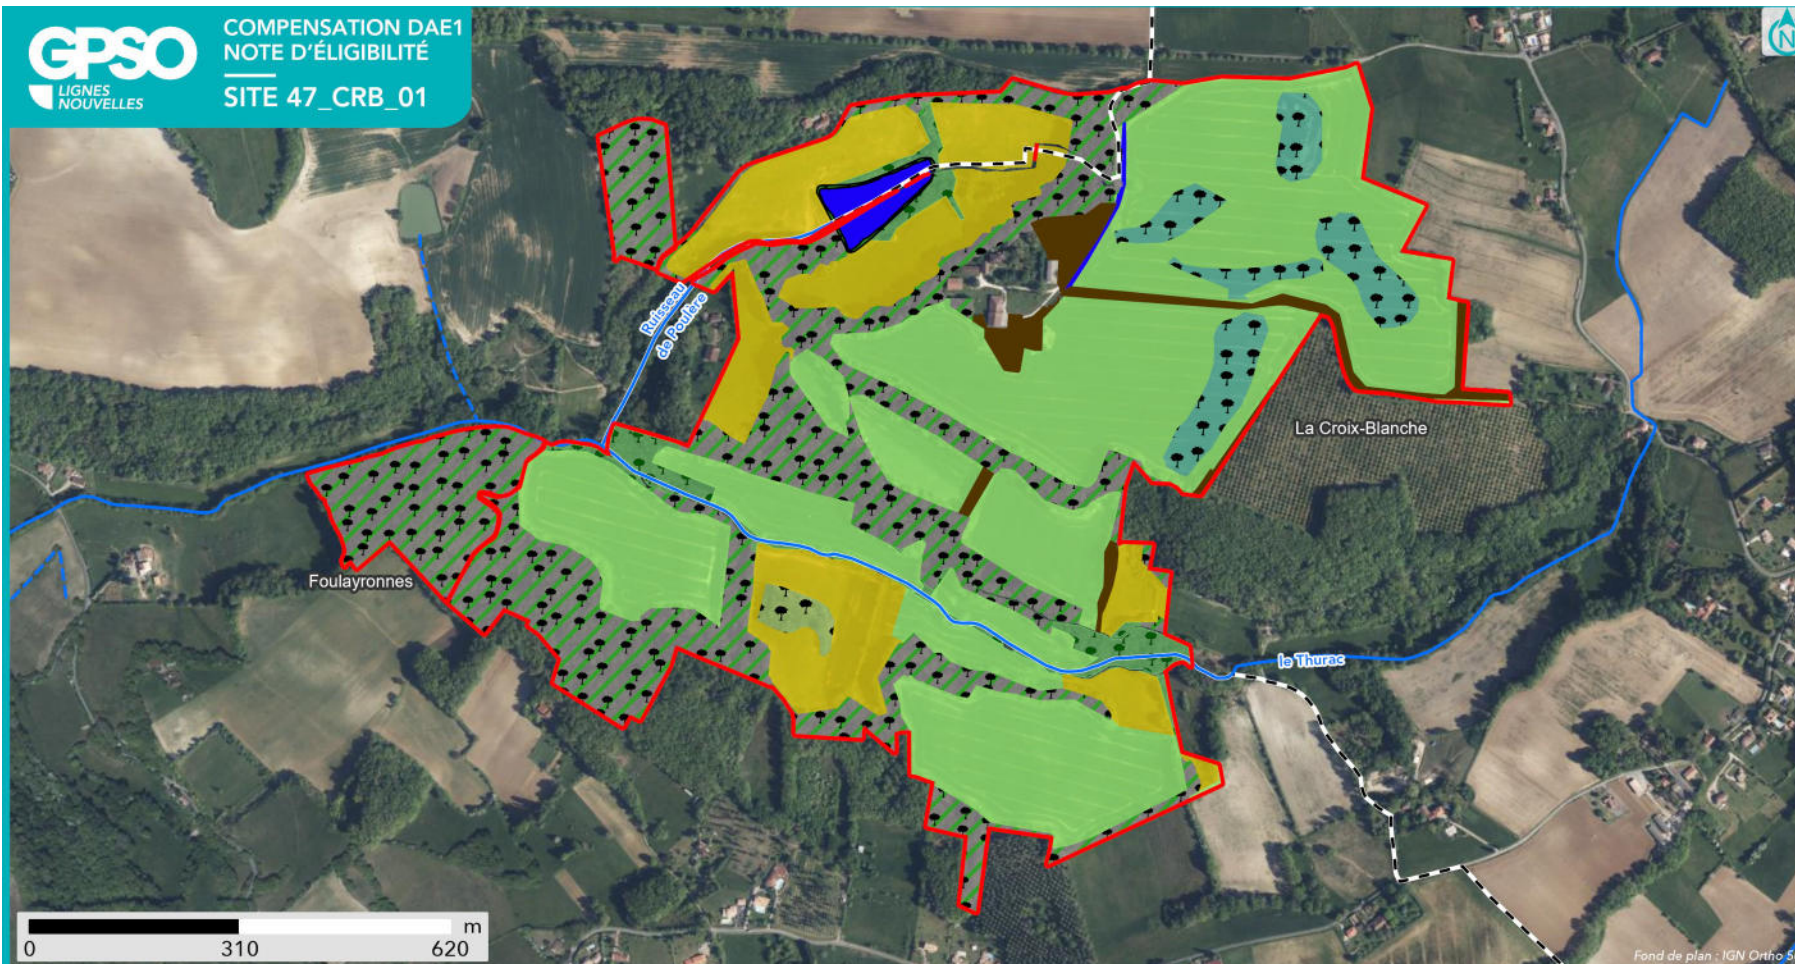 GPSO
LIGNES
NOUVELLES
COMPENSATION DAE1
NOTE D'ÉLIGIBILITÉ
SITE 47_CRB_01
N
Ruisseau
de Poulère
La Croix-Blanche
Foulayronnes
le Thurac
m
0 310 620
Fond de plan : IGN Ortho